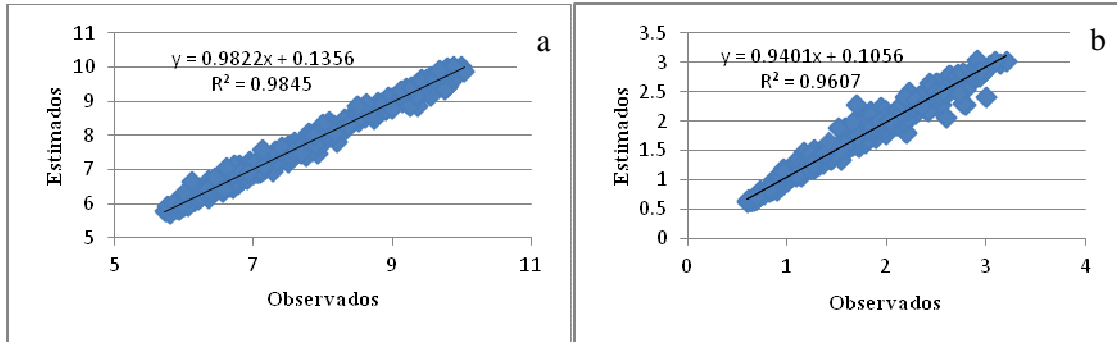 a
y = 0.9822x + 0.1356
R² = 0.9845
11
10
9
8
7
6
5
5 7 9 11
Estimados
Observados
b
y = 0.9401x + 0.1056
R² = 0.9607
3.5
3
2.5
2
1.5
1
0.5
0
0 1 2 3 4
Estimados
Observados